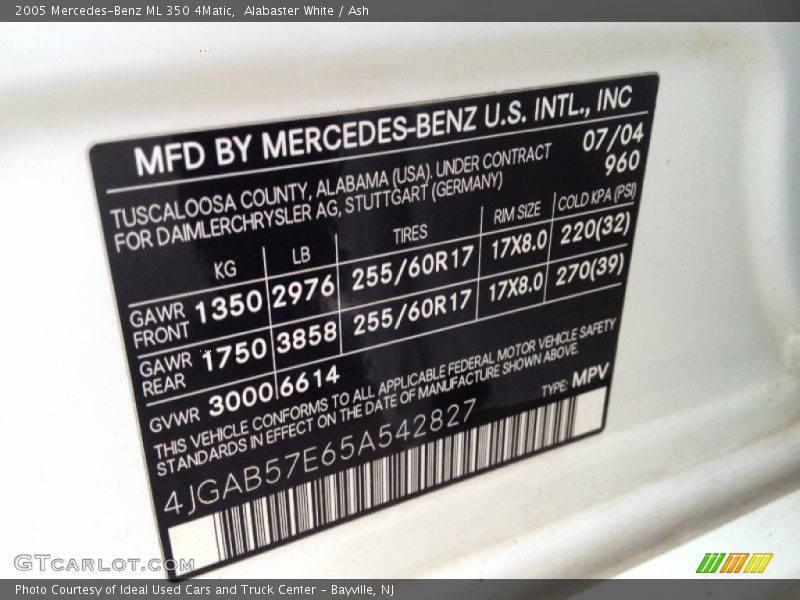 2005 Mercedes-Benz ML 350 4Matic, Alabaster White / Ash
MFD BY MERCEDES-BENZ U.S. INTL., INC
07/04
TUSCALOOSA COUNTY, ALABAMA (USA). UNDER CONTRACT
960
FOR DAIMLERCHRYSLER AG, STUTTGART (GERMANY)
KG LB TIRES RIM SIZE COLD KPA (PSI)
GAWR FRONT 1350 2976 255/60R17 17X8.0 220(32)
GAWR REAR 1750 3858 255/60R17 17X8.0 270(39)
GVWR 3000 6614
THIS VEHICLE CONFORMS TO ALL APPLICABLE FEDERAL MOTOR VEHICLE SAFETY
STANDARDS IN EFFECT ON THE DATE OF MANUFACTURE SHOWN ABOVE.
TYPE: MPV
4JGAB57E65A542827
GTcarlot.com
Photo Courtesy of Ideal Used Cars and Truck Center - Bayville, NJ